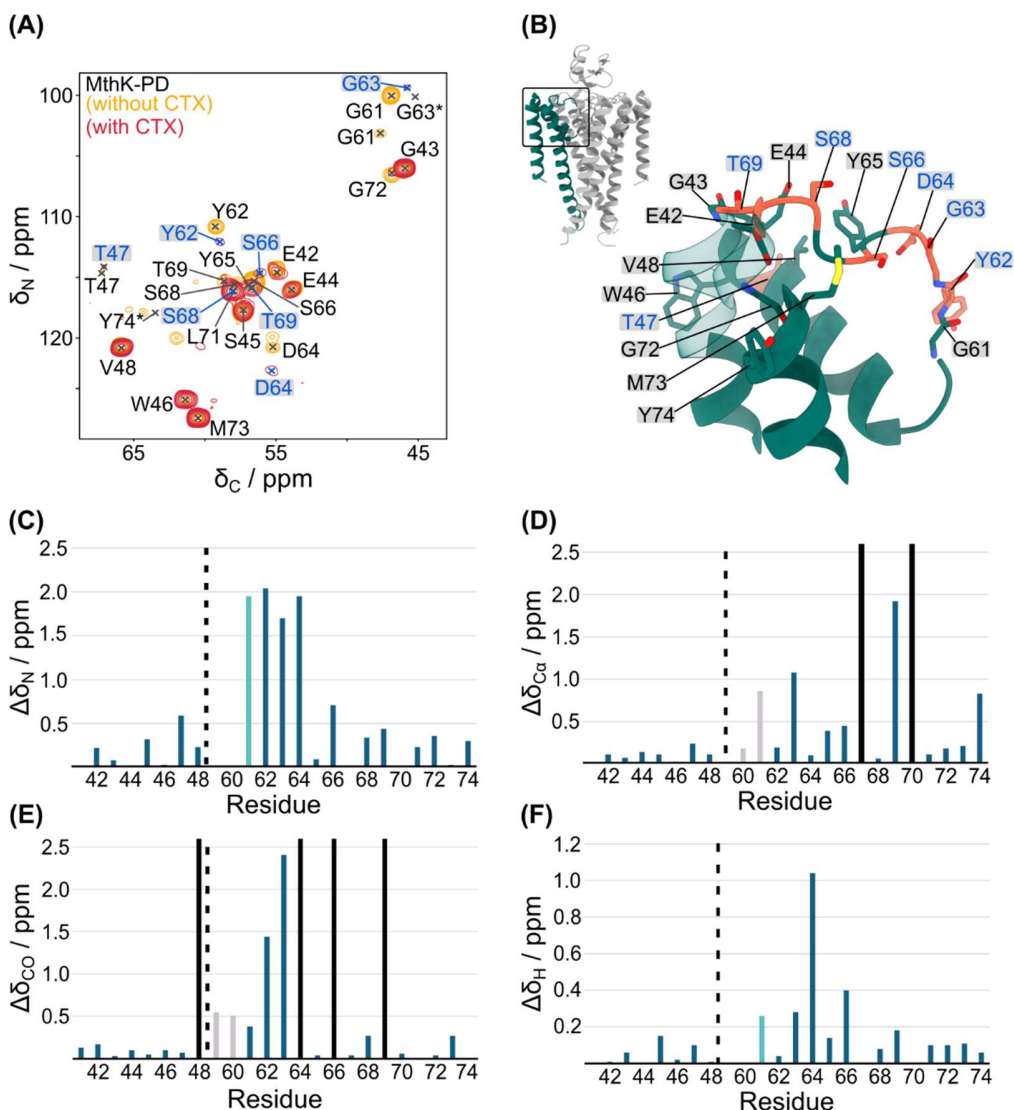 (A)
MthK-PD
(without CTX)
(with CTX)
G63
G61
G63*
G61
G43
G72
Y62
Y62
S66
T47
T69
Y65
E42
T47
S68
E44
S66
Y74*
S68
L71
S45
T69
D64
V48
D64
W46
M73
100
110
120
δN / ppm
65
55
45
δC / ppm
(B)
S68
E44
T69
Y65
S66
G43
D64
E42
G63
V48
Y62
W46
T47
G72
G61
M73
Y74
(C)
2.5
2.0
1.5
1.0
0.5
ΔδN / ppm
42 44 46 48 60 62 64 66 68 70 72 74
Residue
(D)
2.5
2.0
1.5
1.0
0.5
ΔδCα / ppm
42 44 46 48 60 62 64 66 68 70 72 74
Residue
(E)
2.5
2.0
1.5
1.0
0.5
ΔδCO / ppm
42 44 46 48 60 62 64 66 68 70 72 74
Residue
(F)
1.2
1.0
0.8
0.6
0.4
0.2
ΔδH / ppm
42 44 46 48 60 62 64 66 68 70 72 74
Residue